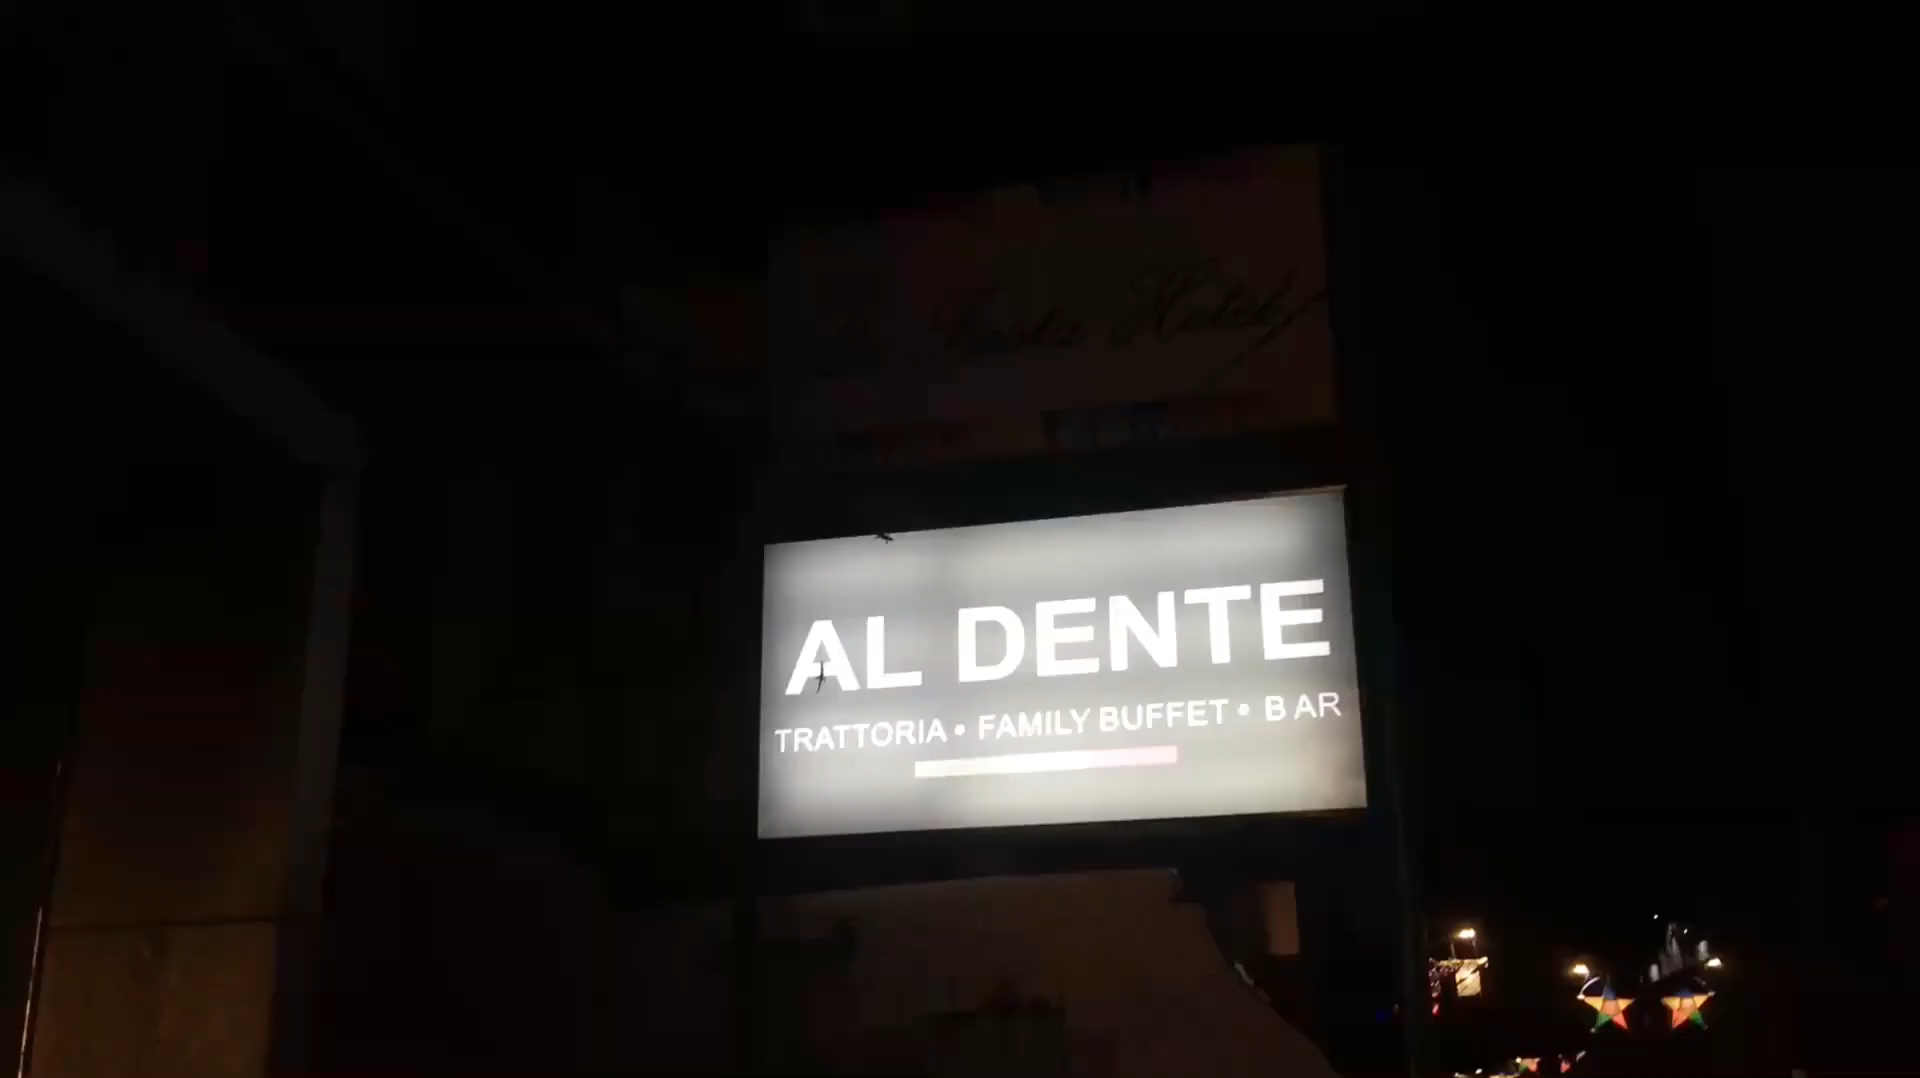 AL DENTE
TRATTORIA • FAMILY BUFFET • BAR